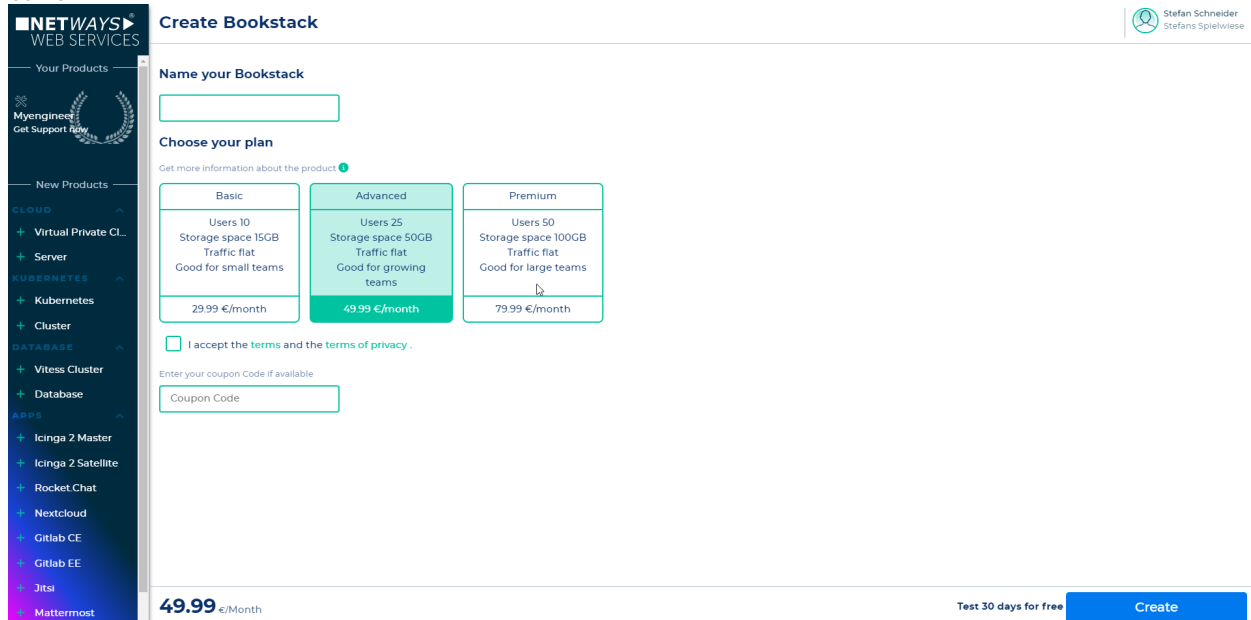 NETWAYS®
WEB SERVICES
Create Bookstack
Stefan Schneider
Stefans Spielwiese
Your Products
Myengineer
Get Support now
New Products
CLOUD
+ Virtual Private Cl...
+ Server
KUBERNETES
+ Kubernetes
+ Cluster
DATABASE
+ Vitess Cluster
+ Database
APPS
+ Icinga 2 Master
+ Icinga 2 Satellite
+ Rocket.Chat
+ Nextcloud
+ Gitlab CE
+ Gitlab EE
+ Jitsi
+ Mattermost
Name your Bookstack
Choose your plan
Get more information about the product
Basic
Users 10
Storage space 15GB
Traffic flat
Good for small teams
29.99 €/month
Advanced
Users 25
Storage space 50GB
Traffic flat
Good for growing
teams
49.99 €/month
Premium
Users 50
Storage space 100GB
Traffic flat
Good for large teams
79.99 €/month
I accept the terms and the terms of privacy .
Enter your coupon Code if available
Coupon Code
49.99 €/Month
Test 30 days for free
Create